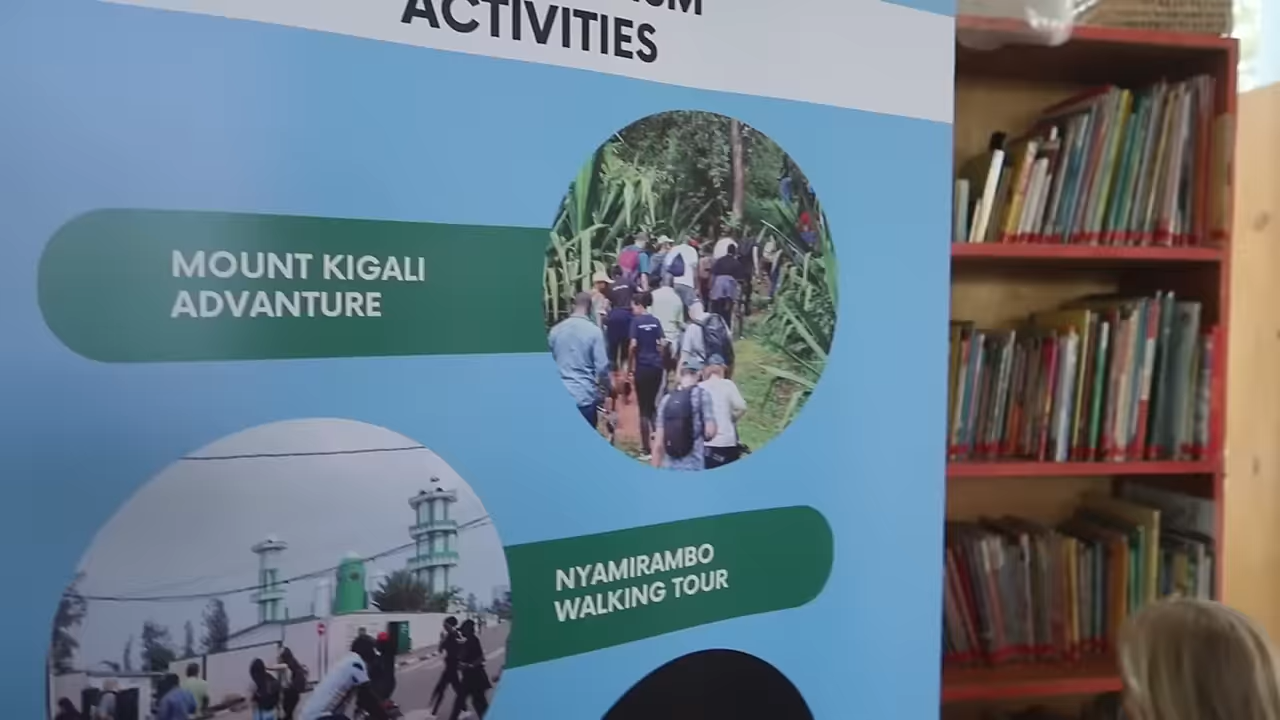 ACTIVITIES
MOUNT KIGALI
ADVANTURE
NYAMIRAMBO
WALKING TOUR